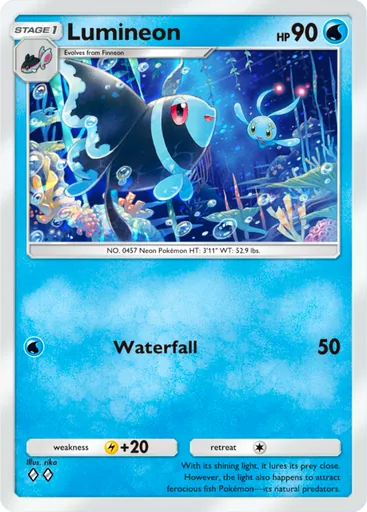 STAGE 1
Lumineon
HP 90
Evolves from Finneon
NO. 0457 Neon Pokémon HT: 3'11" WT: 52.9 lbs.
Waterfall 50
weakness +20
retreat
Illus. rika
With its shining light, it lures its prey close.
However, the light also happens to attract
ferocious fish Pokémon—its natural predators.